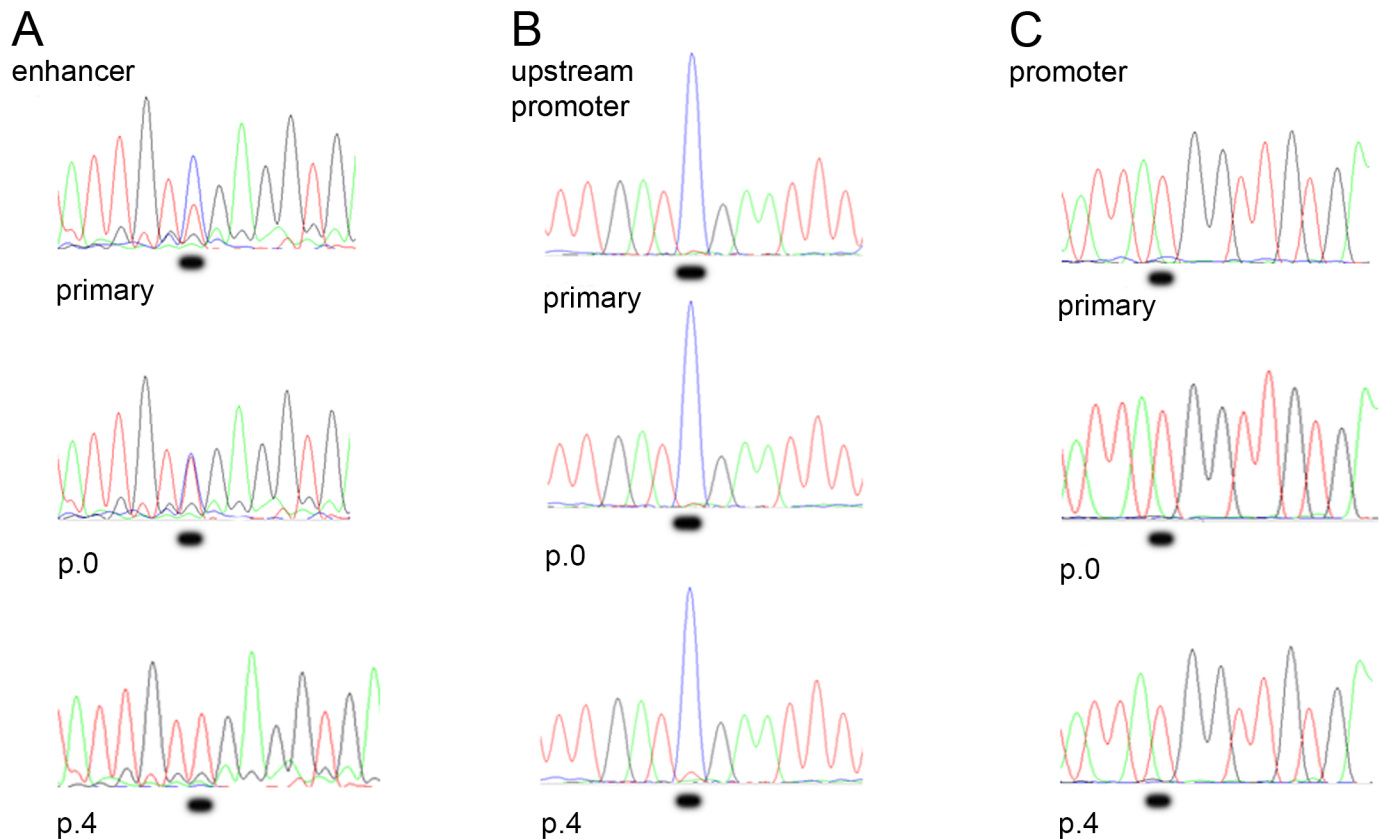 A
enhancer
primary
p.0
p.4
B
upstream
promoter
primary
p.0
p.4
C
promoter
primary
p.0
p.4